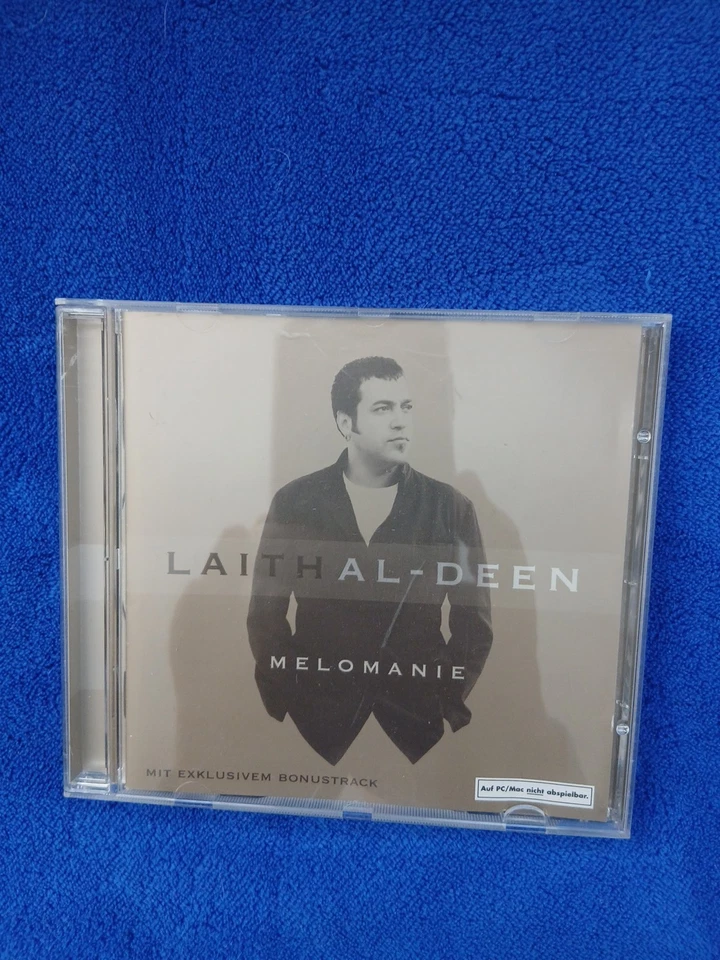 LAITH AL-DEEN
MELOMANIE
MIT EXKLUSIVEM BONUSTRACK
Auf PC/Mac nicht abspielbar.